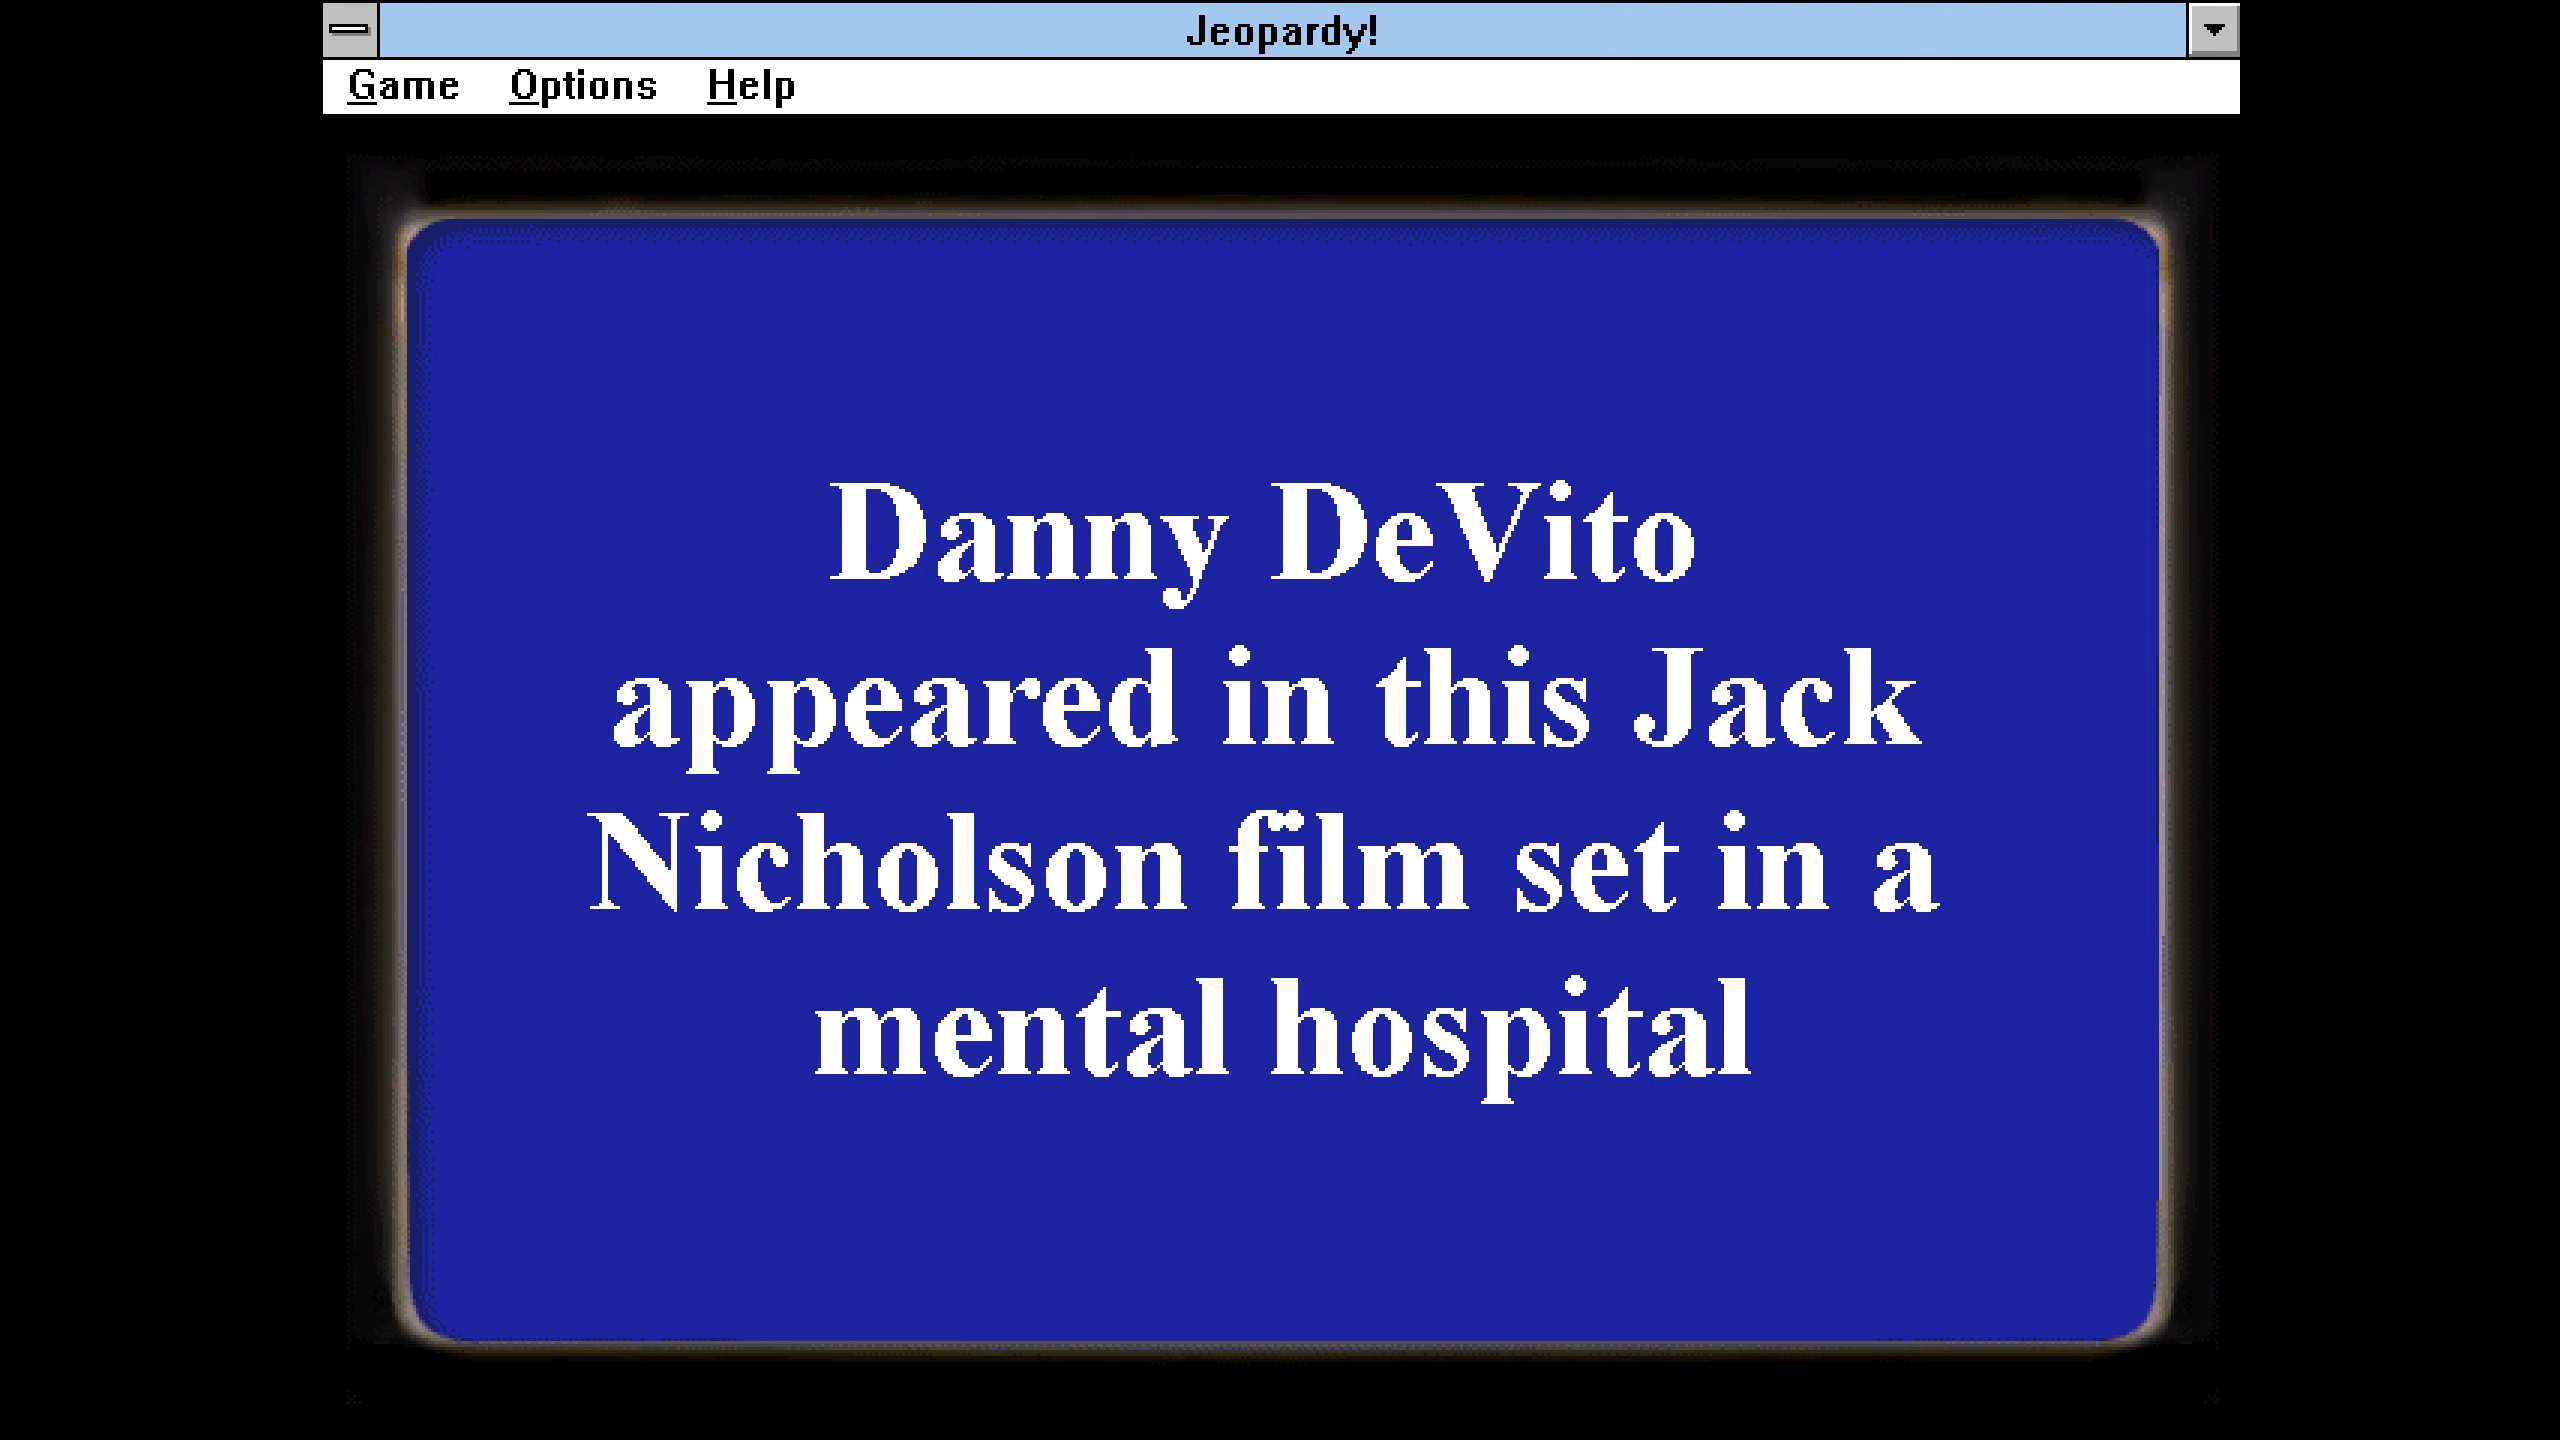 Jeopardy!
Game Options Help
Danny DeVito
appeared in this Jack
Nicholson film set in a
mental hospital